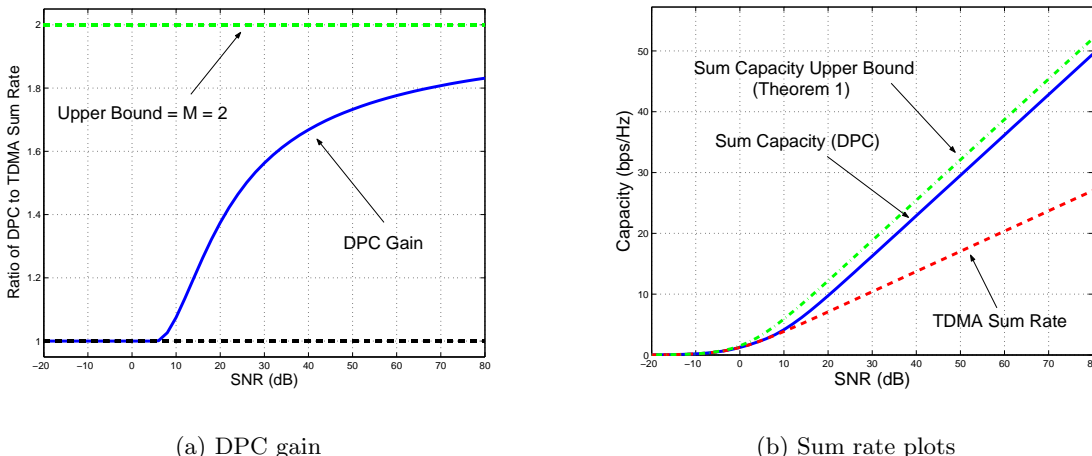 Ratio of DPC to TDMA Sum Rate
2
1.8
1.6
1.4
1.2
1
Upper Bound = M = 2
DPC Gain
−20 −10 0 10 20 30 40 50 60 70 80
SNR (dB)
(a) DPC gain
Capacity (bps/Hz)
50
40
30
20
10
0
Sum Capacity Upper Bound
(Theorem 1)
Sum Capacity (DPC)
TDMA Sum Rate
−20 −10 0 10 20 30 40 50 60 70 80
SNR (dB)
(b) Sum rate plots